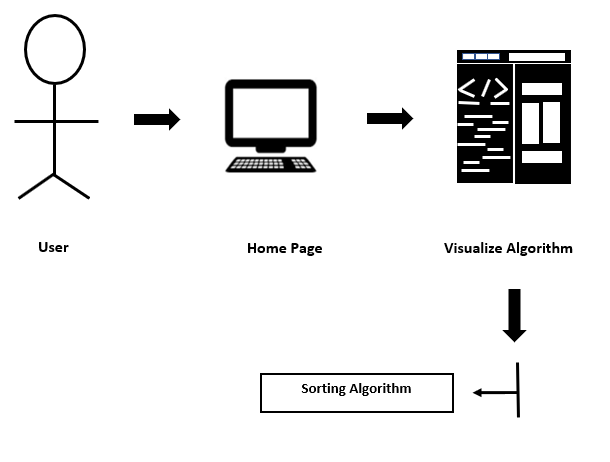 User
Home Page
Visualize Algorithm
Sorting Algorithm